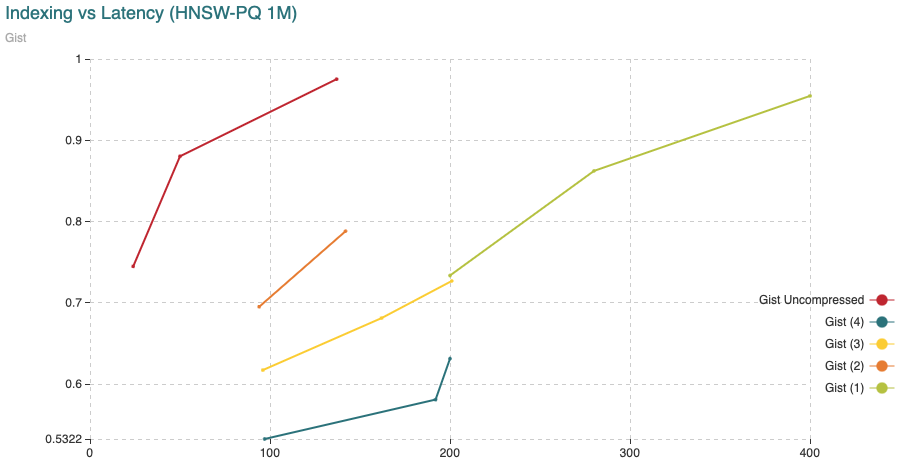 Indexing vs Latency (HNSW-PQ 1M)
Gist
1
0.9
0.8
0.7
0.6
0.5322
0 100 200 300 400
Gist Uncompressed
Gist (4)
Gist (3)
Gist (2)
Gist (1)